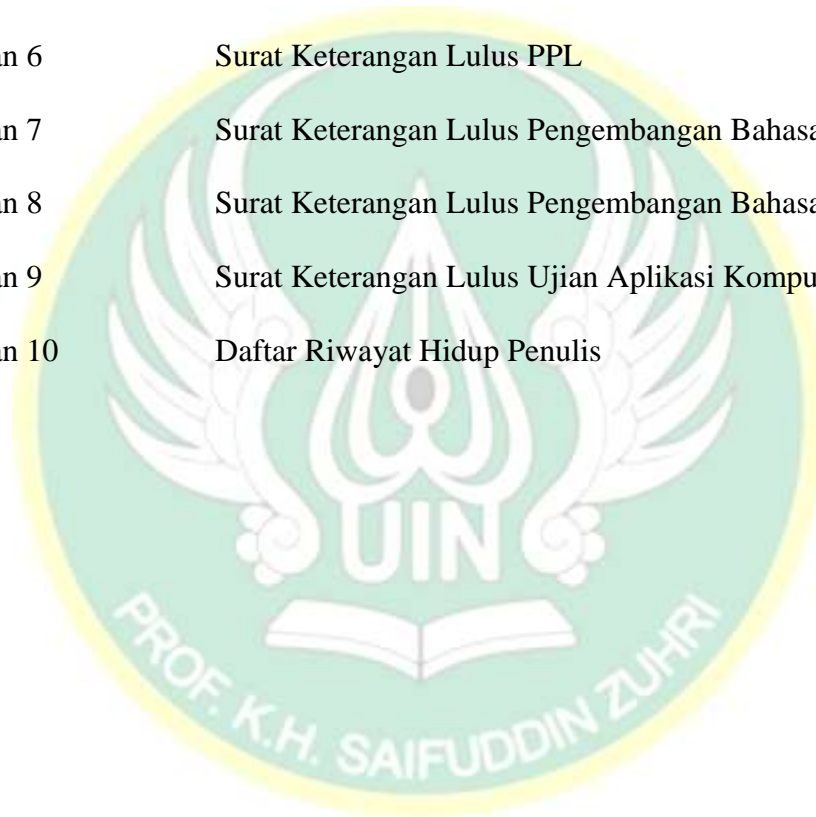 an 6 Surat Keterangan Lulus PPL
an 7 Surat Keterangan Lulus Pengembangan Bahasa
an 8 Surat Keterangan Lulus Pengembangan Bahasa
an 9 Surat Keterangan Lulus Ujian Aplikasi Kompu
an 10 Daftar Riwayat Hidup Penulis
UIN
PROF. K.H. SAIFUDDIN ZUHRI